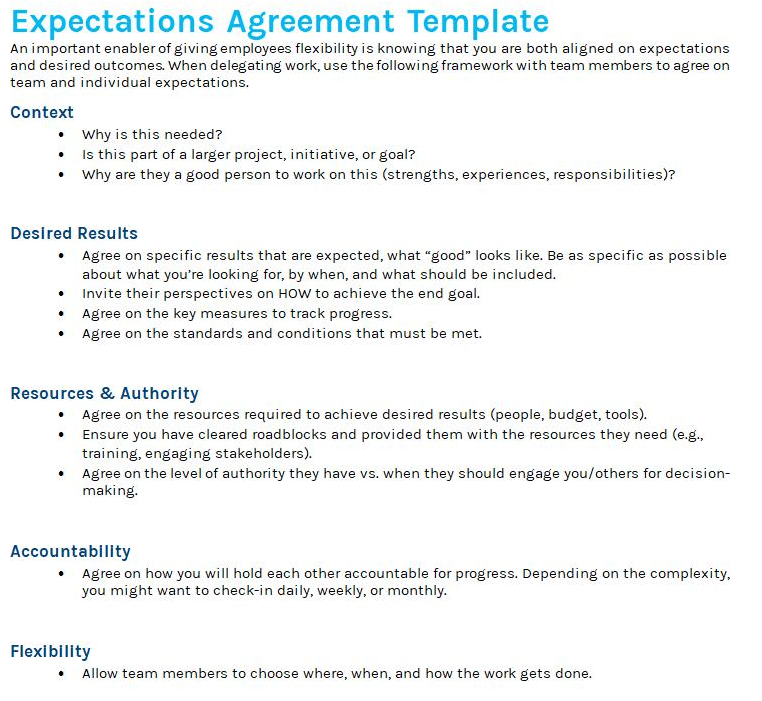 Expectations Agreement Template
An important enabler of giving employees flexibility is knowing that you are both aligned on expectations
and desired outcomes. When delegating work, use the following framework with team members to agree on
team and individual expectations.
Context
• Why is this needed?
• Is this part of a larger project, initiative, or goal?
• Why are they a good person to work on this (strengths, experiences, responsibilities)?
Desired Results
• Agree on specific results that are expected, what “good” looks like. Be as specific as possible
about what you’re looking for, by when, and what should be included.
• Invite their perspectives on HOW to achieve the end goal.
• Agree on the key measures to track progress.
• Agree on the standards and conditions that must be met.
Resources & Authority
• Agree on the resources required to achieve desired results (people, budget, tools).
• Ensure you have cleared roadblocks and provided them with the resources they need (e.g.,
training, engaging stakeholders).
• Agree on the level of authority they have vs. when they should engage you/others for decision-
making.
Accountability
• Agree on how you will hold each other accountable for progress. Depending on the complexity,
you might want to check-in daily, weekly, or monthly.
Flexibility
• Allow team members to choose where, when, and how the work gets done.